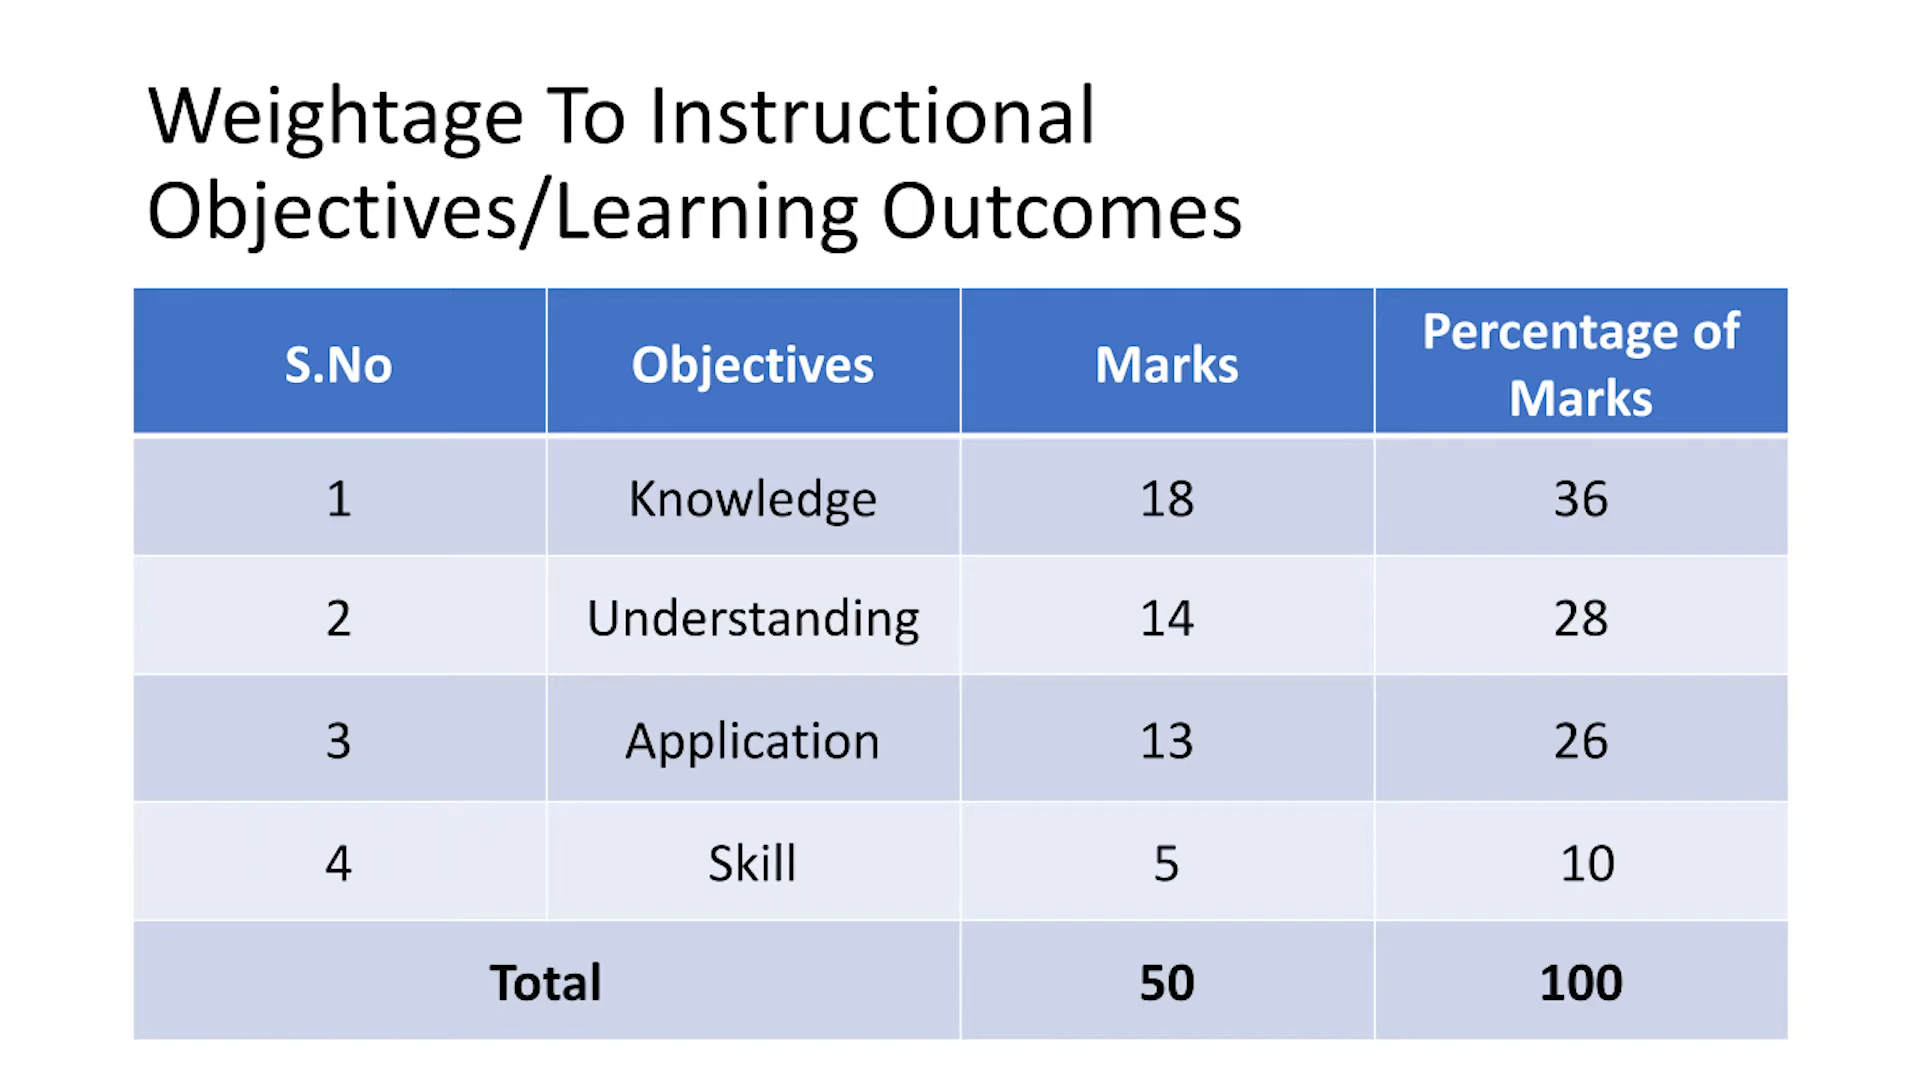 Weightage To Instructional
Objectives/Learning Outcomes
S.No Objectives Marks Percentage of Marks
1 Knowledge 18 36
2 Understanding 14 28
3 Application 13 26
4 Skill 5 10
Total 50 100